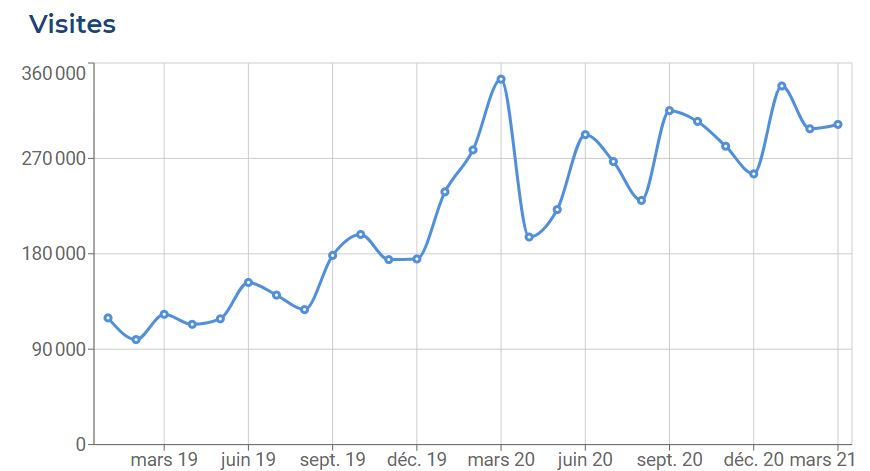 Visites
360 000
270 000
180 000
90 000
0
mars 19 juin 19 sept. 19 déc. 19 mars 20 juin 20 sept. 20 déc. 20 mars 21